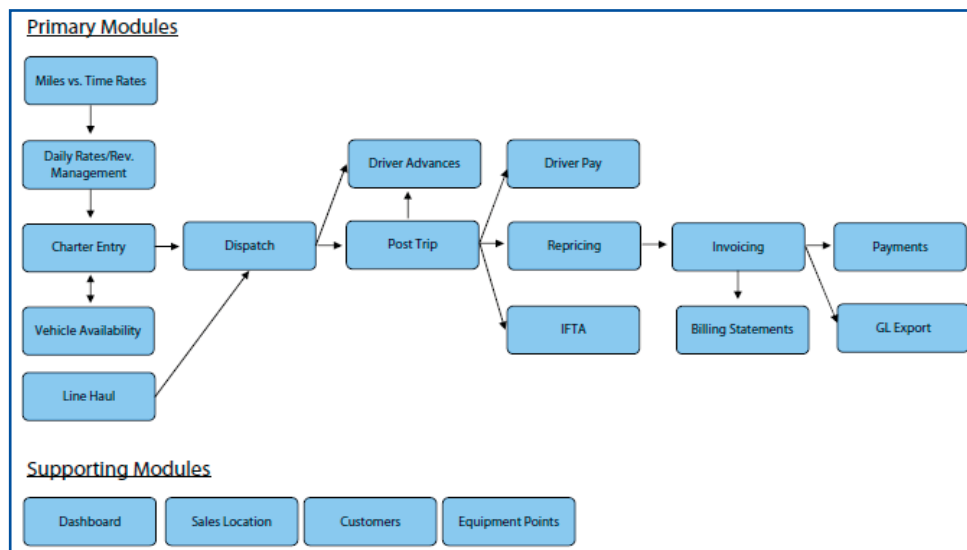 Primary Modules
Miles vs. Time Rates
Daily Rates/Rev.
Management
Driver Advances
Driver Pay
Charter Entry
Dispatch
Post Trip
Repricing
Invoicing
Payments
Vehicle Availability
IFTA
Billing Statements
GL Export
Line Haul
Supporting Modules
Dashboard
Sales Location
Customers
Equipment Points